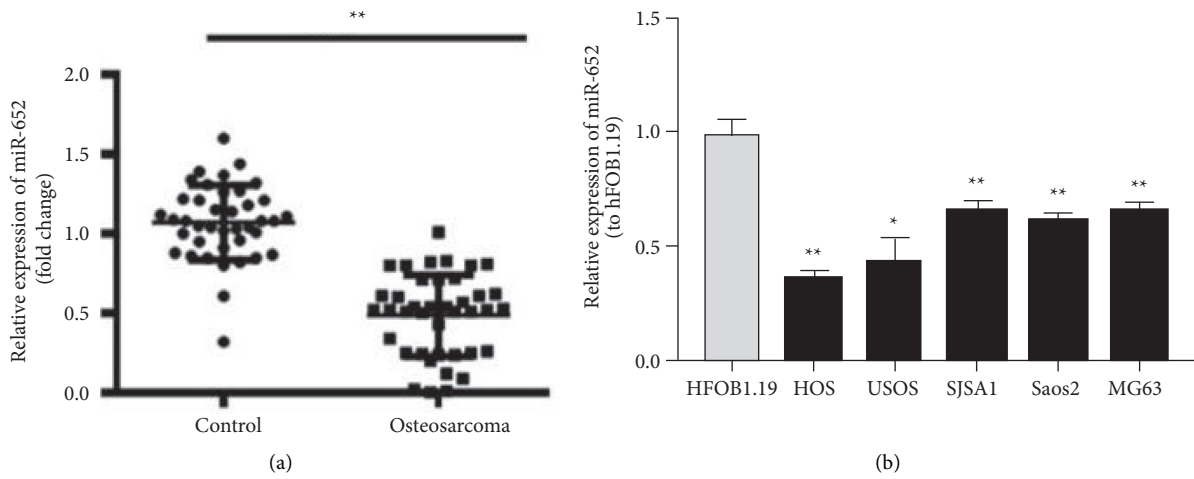 **
Relative expression of miR-652
(fold change)
2.0
1.5
1.0
0.5
0.0
Control
Osteosarcoma
(a)
Relative expression of miR-652
(to hFOB1.19)
1.5
1.0
0.5
0.0
**
*
**
**
**
HFOB1.19
HOS
USOS
SJSA1
Saos2
MG63
(b)